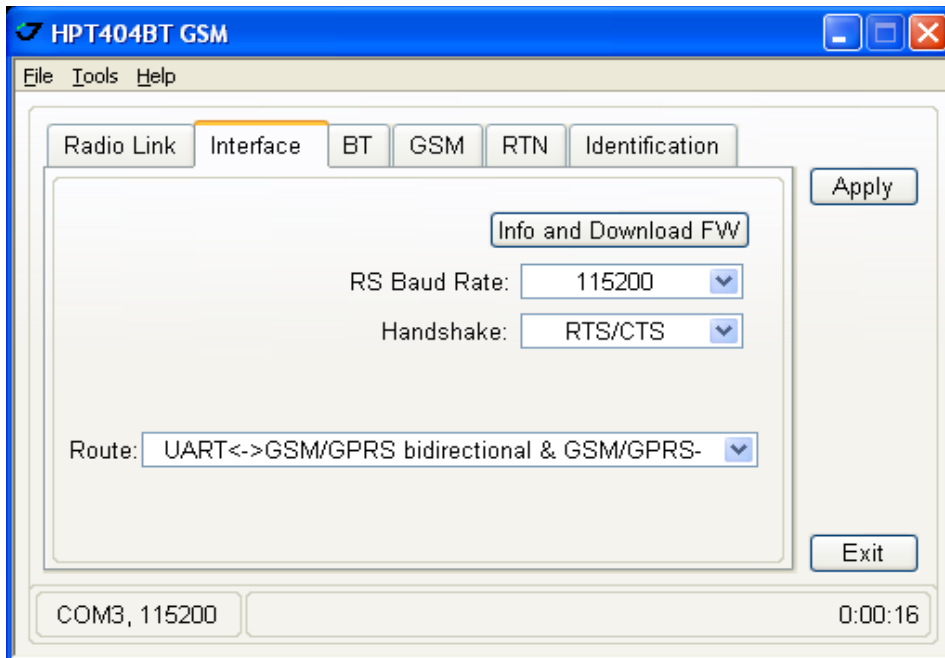 HPT404BT GSM
File Tools Help
Radio Link Interface BT GSM RTN Identification
Apply
Info and Download FW
RS Baud Rate: 115200
Handshake: RTS/CTS
Route: UART<->GSM/GPRS bidirectional & GSM/GPRS-
Exit
COM3, 115200 0:00:16